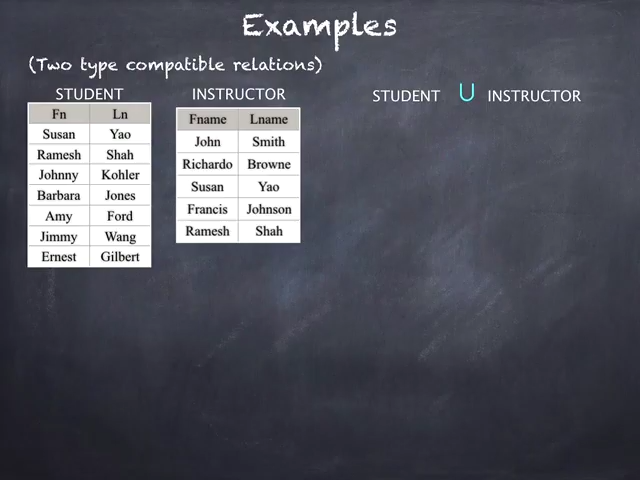 Examples
(Two type compatible relations)
STUDENT
Fn Ln
Susan Yao
Ramesh Shah
Johnny Kohler
Barbara Jones
Amy Ford
Jimmy Wang
Ernest Gilbert
INSTRUCTOR
Fname Lname
John Smith
Richardo Browne
Susan Yao
Francis Johnson
Ramesh Shah
STUDENT ∪ INSTRUCTOR